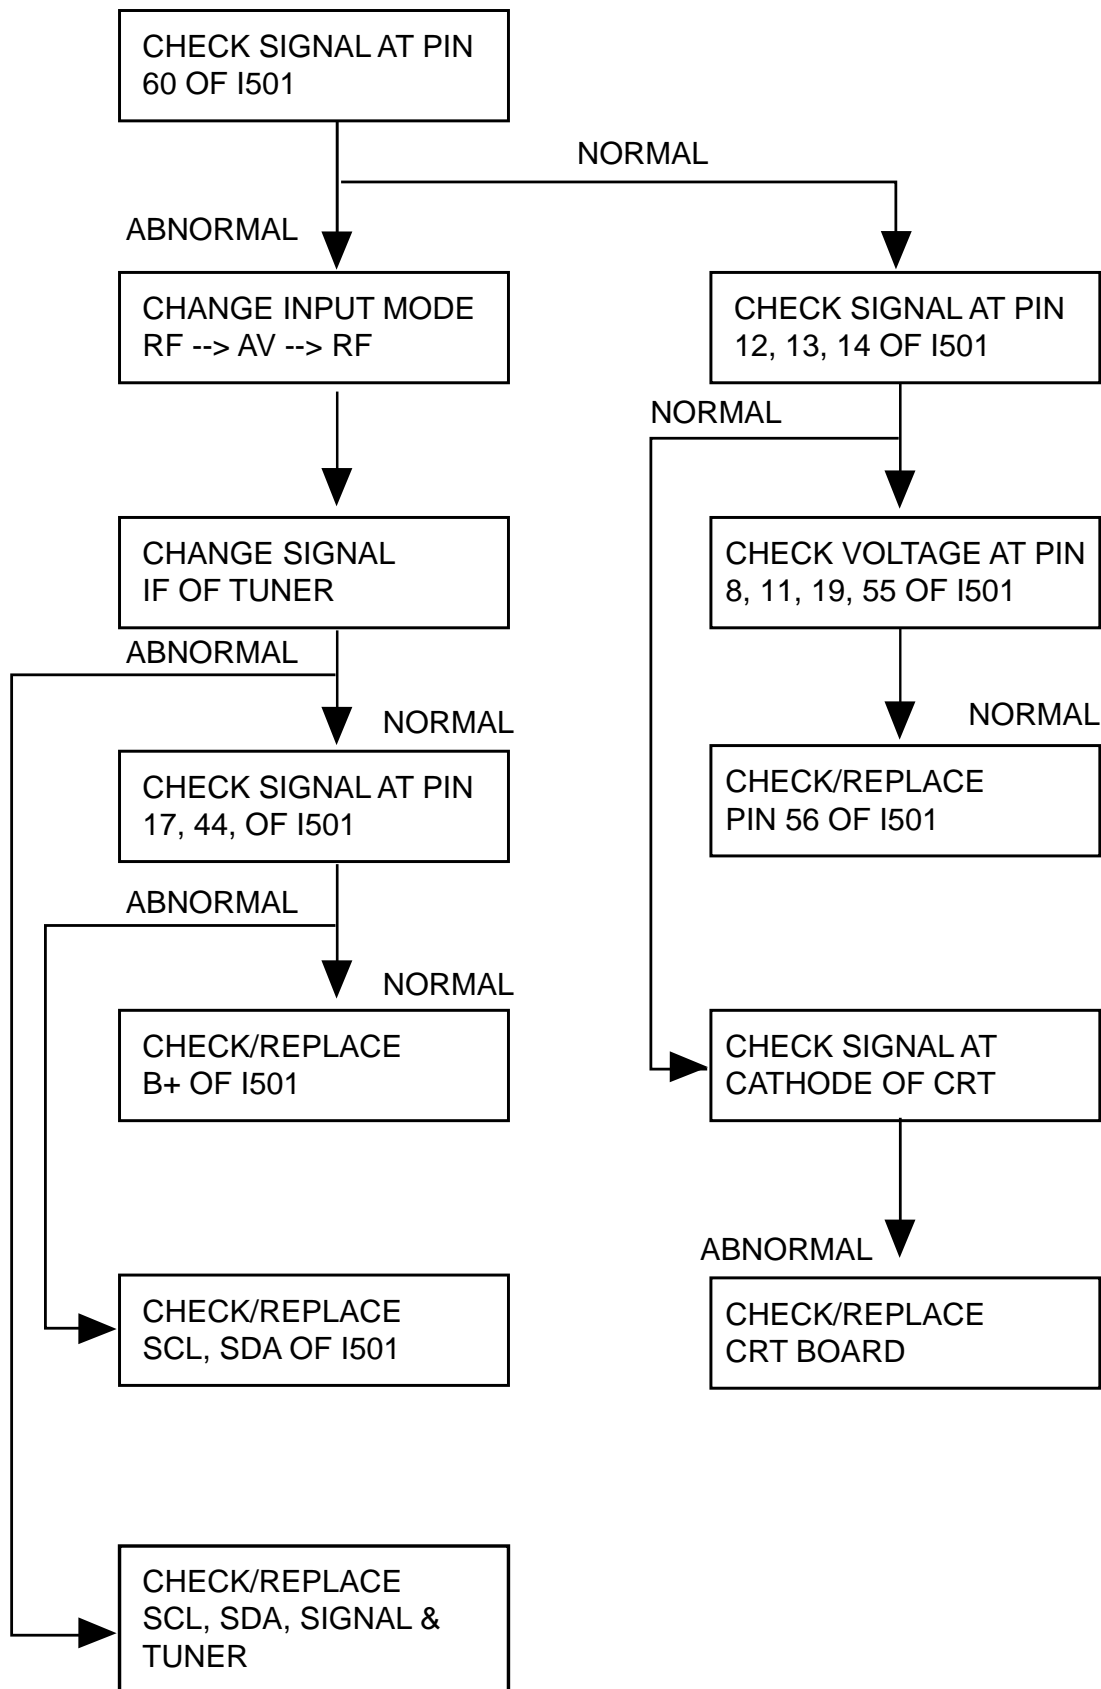 CHECK SIGNAL AT PIN
60 OF I501
NORMAL
ABNORMAL
CHANGE INPUT MODE
RF --> AV --> RF
CHECK SIGNAL AT PIN
12, 13, 14 OF I501
NORMAL
CHANGE SIGNAL
IF OF TUNER
CHECK VOLTAGE AT PIN
8, 11, 19, 55 OF I501
ABNORMAL
NORMAL
NORMAL
CHECK SIGNAL AT PIN
17, 44, OF I501
CHECK/REPLACE
PIN 56 OF I501
ABNORMAL
NORMAL
CHECK/REPLACE
B+ OF I501
CHECK SIGNAL AT
CATHODE OF CRT
ABNORMAL
CHECK/REPLACE
SCL, SDA OF I501
CHECK/REPLACE
CRT BOARD
CHECK/REPLACE
SCL, SDA, SIGNAL &
TUNER